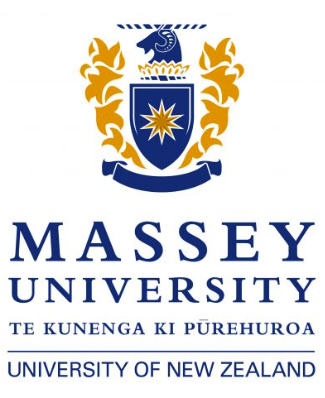 MASSEY
UNIVERSITY
TE KUNENGA KI PŪREHUROA
UNIVERSITY OF NEW ZEALAND